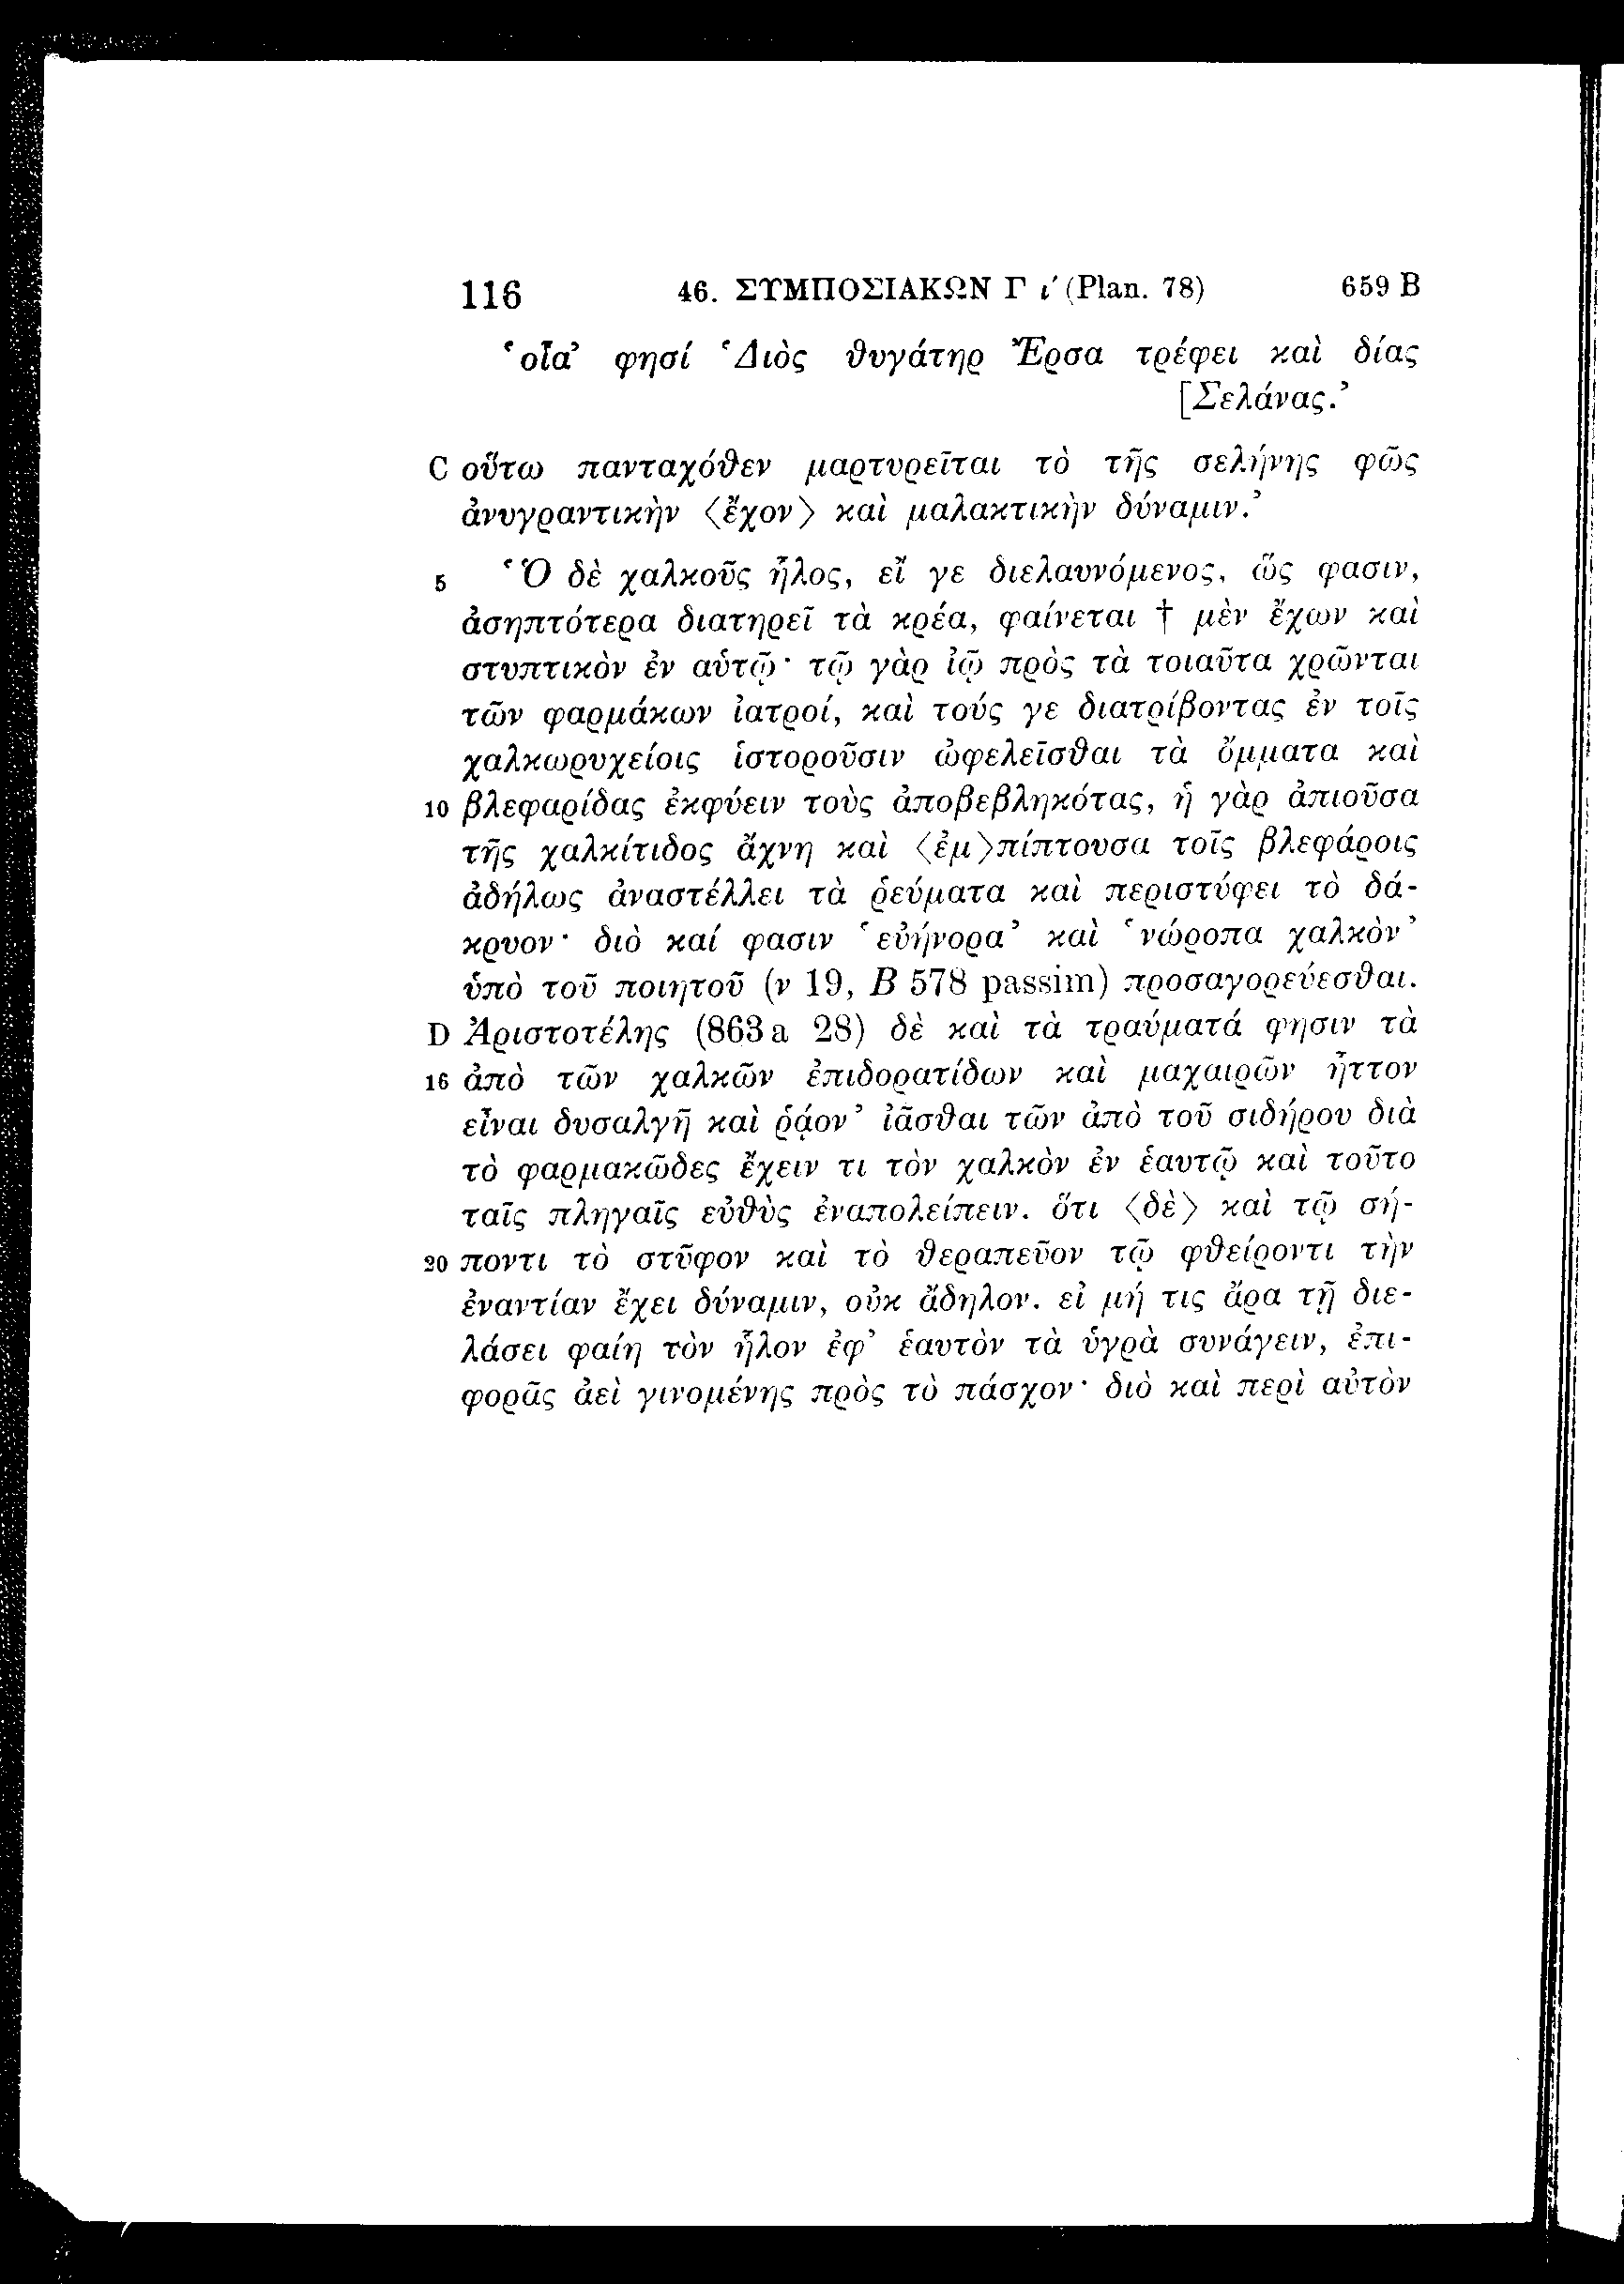 116 46. ΣΥΜΠΟΣΙΑΚΩΝ Γ ι′ (Plan. 78) 659 B
‘οἷα’ φησί ‘Διὸς θυγάτηρ Ἔρσα τρέφει καὶ δίας
[Σελάνας.’
C οὕτω πανταχόθεν μαρτυρεῖται τὸ τῆς σελήνης φῶς
ἀνυγραντικὴν ⟨ἔχον⟩ καὶ μαλακτικὴν δύναμιν.’
5 ‘Ὁ δὲ χαλκοῦς ἧλος, εἴ γε διελαυνόμενος, ὥς φασιν,
ἀσηπτότερα διατηρεῖ τὰ κρέα, φαίνεται † μὲν ἔχων καὶ
στυπτικὸν ἐν αὑτῷ· τῷ γὰρ ἰῷ πρὸς τὰ τοιαῦτα χρῶνται
τῶν φαρμάκων ἰατροί, καὶ τούς γε διατρίβοντας ἐν τοῖς
χαλκωρυχείοις ἱστοροῦσιν ὠφελεῖσθαι τὰ ὄμματα καὶ
10 βλεφαρίδας ἐκφύειν τοὺς ἀποβεβληκότας, ἡ γὰρ ἀπιοῦσα
τῆς χαλκίτιδος ἄχνη καὶ ⟨ἐμ⟩πίπτουσα τοῖς βλεφάροις
ἀδήλως ἀναστέλλει τὰ ῥεύματα καὶ περιστύφει τὸ δά-
κρυον· διὸ καί φασιν ‘εὐήνορα’ καὶ ‘νώροπα χαλκὸν’
ὑπὸ τοῦ ποιητοῦ (ν 19, Β 578 passim) προσαγορεύεσθαι.
D Ἀριστοτέλης (863 a 28) δὲ καὶ τὰ τραύματά φησιν τὰ
16 ἀπὸ τῶν χαλκῶν ἐπιδορατίδων καὶ μαχαιρῶν ἧττον
εἶναι δυσαλγῆ καὶ ῥᾷον’ ἰᾶσθαι τῶν ἀπὸ τοῦ σιδήρου διὰ
τὸ φαρμακῶδες ἔχειν τι τὸν χαλκὸν ἐν ἑαυτῷ καὶ τοῦτο
ταῖς πληγαῖς εὐθὺς ἐναπολείπειν. ὅτι ⟨δὲ⟩ καὶ τῷ σή-
20 ποντι τὸ στῦφον καὶ τὸ θεραπεῦον τῷ φθείροντι τὴν
ἐναντίαν ἔχει δύναμιν, οὐκ ἄδηλον. εἰ μή τις ἄρα τῇ διε-
λάσει φαίη τὸν ἧλον ἐφ’ ἑαυτὸν τὰ ὑγρὰ συνάγειν, ἐπι-
φορᾶς ἀεὶ γινομένης πρὸς τὸ πάσχον· διὸ καὶ περὶ αὐτὸν